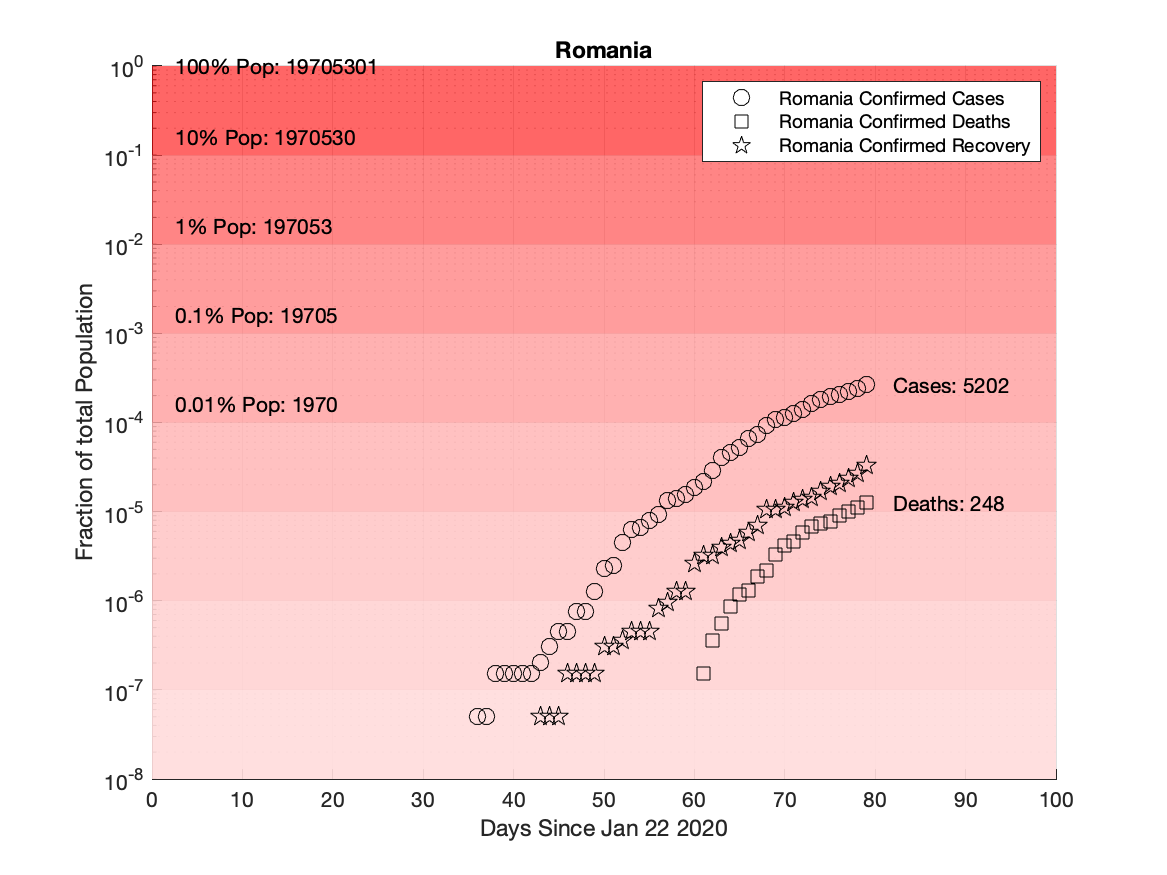 Romania
10^0
100% Pop: 19705301
Romania Confirmed Cases
Romania Confirmed Deaths
Romania Confirmed Recovery
10% Pop: 1970530
10^-1
1% Pop: 197053
10^-2
0.1% Pop: 19705
10^-3
Cases: 5202
0.01% Pop: 1970
10^-4
Deaths: 248
10^-5
10^-6
10^-7
10^-8
Fraction of total Population
0 10 20 30 40 50 60 70 80 90 100
Days Since Jan 22 2020